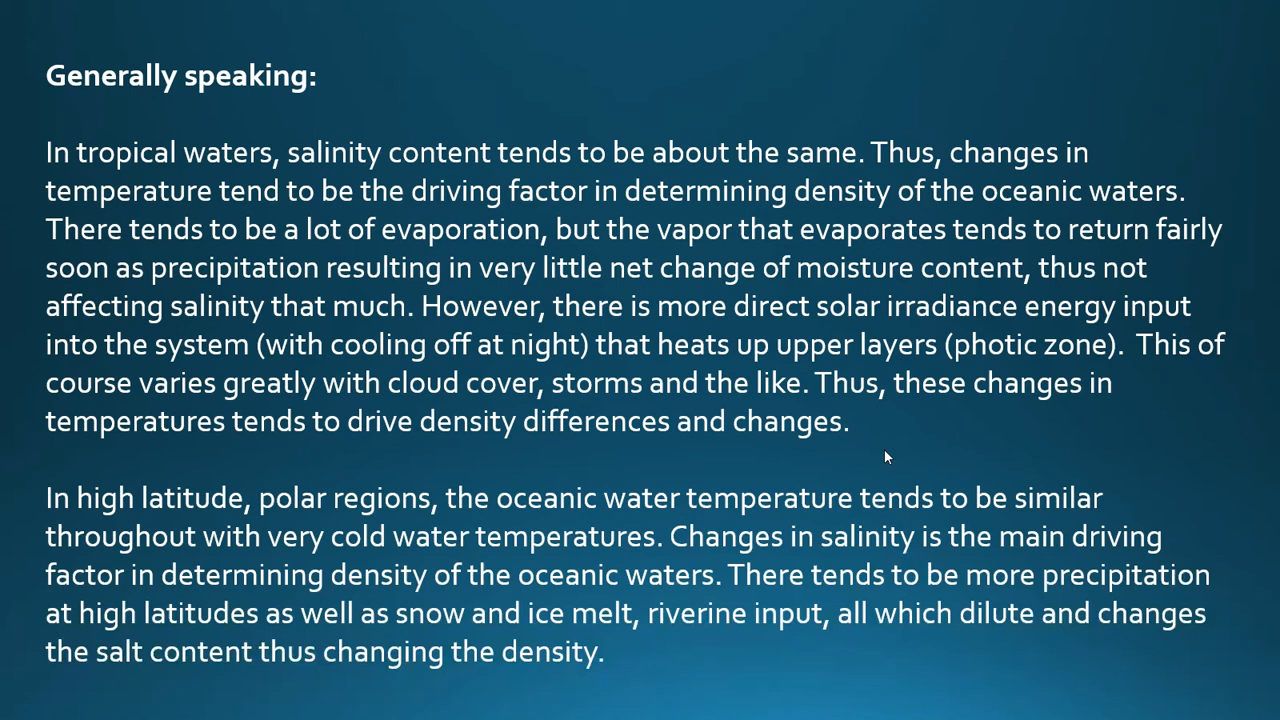 Generally speaking:
In tropical waters, salinity content tends to be about the same. Thus, changes in
temperature tend to be the driving factor in determining density of the oceanic waters.
There tends to be a lot of evaporation, but the vapor that evaporates tends to return fairly
soon as precipitation resulting in very little net change of moisture content, thus not
affecting salinity that much. However, there is more direct solar irradiance energy input
into the system (with cooling off at night) that heats up upper layers (photic zone).  This of
course varies greatly with cloud cover, storms and the like. Thus, these changes in
temperatures tends to drive density differences and changes.
In high latitude, polar regions, the oceanic water temperature tends to be similar
throughout with very cold water temperatures. Changes in salinity is the main driving
factor in determining density of the oceanic waters. There tends to be more precipitation
at high latitudes as well as snow and ice melt, riverine input, all which dilute and changes
the salt content thus changing the density.